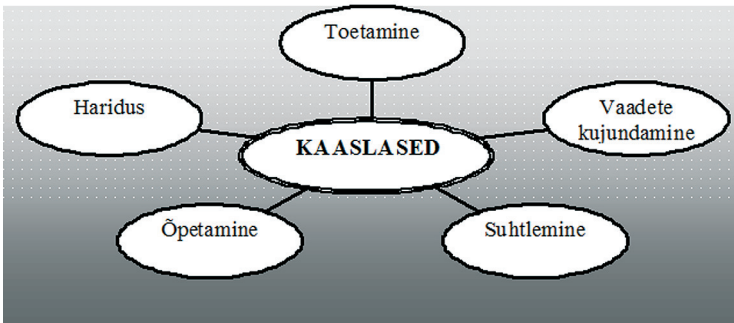 Toetamine
Haridus
Vaadete
kujundamine
KAASLASED
Õpetamine
Suhtlemine